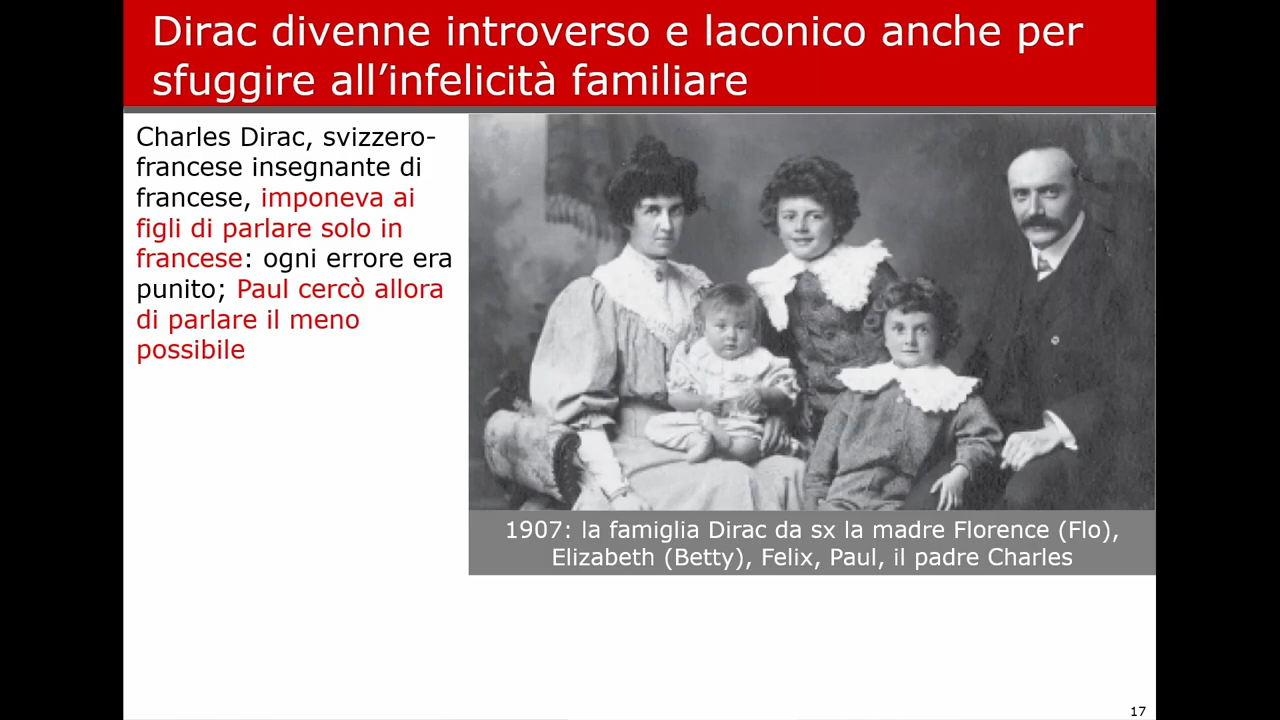 Dirac divenne introverso e laconico anche per
sfuggire all’infelicità familiare
Charles Dirac, svizzero-
francese insegnante di
francese, imponeva ai
figli di parlare solo in
francese: ogni errore era
punito; Paul cercò allora
di parlare il meno
possibile
1907: la famiglia Dirac da sx la madre Florence (Flo),
Elizabeth (Betty), Felix, Paul, il padre Charles
17